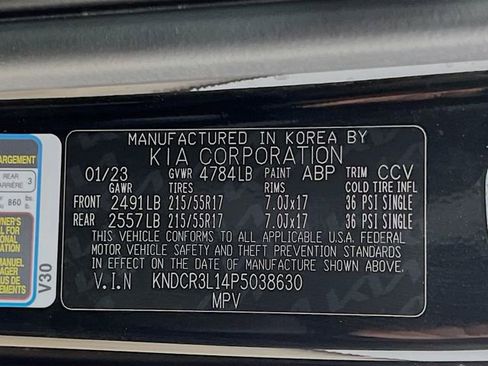 MANUFACTURED IN KOREA BY
KIA CORPORATION
01/23 GVWR 4784LB PAINT ABP TRIM CCV
GAWR TIRES RIMS COLD TIRE INFL
FRONT 2491LB 215/55R17 7.0Jx17 36 PSI SINGLE
REAR 2557LB 215/55R17 7.0Jx17 36 PSI SINGLE
THIS VEHICLE CONFORMS TO ALL APPLICABLE U.S.A. FEDERAL
MOTOR VEHICLE SAFETY AND THEFT PREVENTION STANDARDS
IN EFFECT ON THE DATE OF MANUFACTURE SHOWN ABOVE.
V.I.N KNDCR3L14P5038630
MPV
REAR 3
860
V30